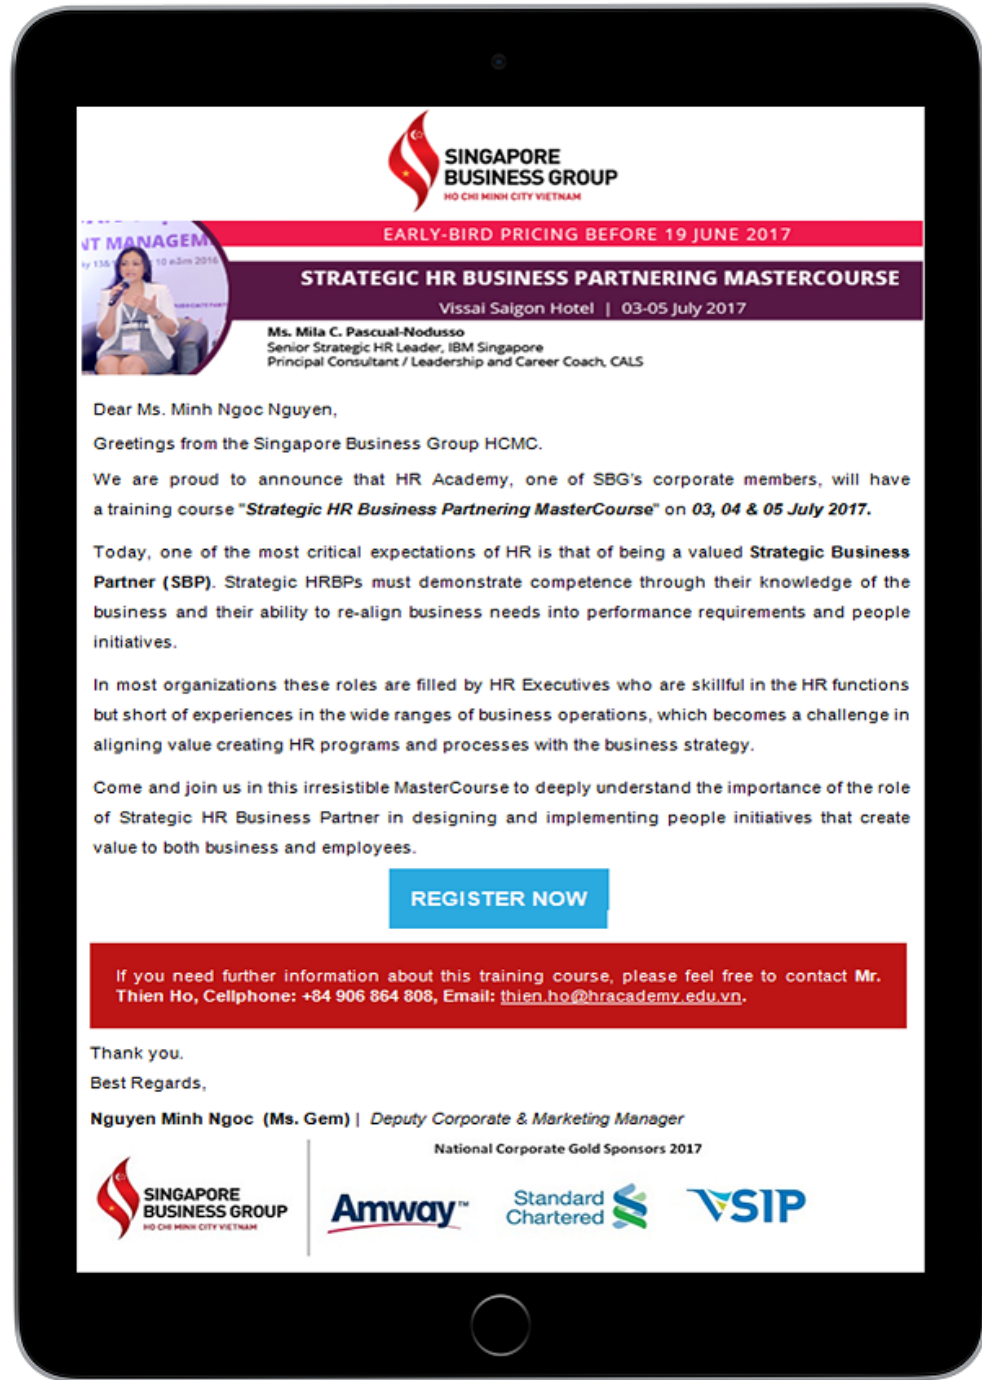 SINGAPORE
BUSINESS GROUP
HO CHI MINH CITY VIETNAM
EARLY-BIRD PRICING BEFORE 19 JUNE 2017
NT MANAGEM
10 năm 2016
STRATEGIC HR BUSINESS PARTNERING MASTERCOURSE
Vissai Saigon Hotel | 03-05 July 2017
Ms. Mila C. Pascual-Nodusso
Senior Strategic HR Leader, IBM Singapore
Principal Consultant / Leadership and Career Coach, CALS
Dear Ms. Minh Ngoc Nguyen,
Greetings from the Singapore Business Group HCMC.
We are proud to announce that HR Academy, one of SBG's corporate members, will have
a training course "Strategic HR Business Partnering MasterCourse" on 03, 04 & 05 July 2017.
Today, one of the most critical expectations of HR is that of being a valued Strategic Business
Partner (SBP). Strategic HRBPs must demonstrate competence through their knowledge of the
business and their ability to re-align business needs into performance requirements and people
initiatives.
In most organizations these roles are filled by HR Executives who are skillful in the HR functions
but short of experiences in the wide ranges of business operations, which becomes a challenge in
aligning value creating HR programs and processes with the business strategy.
Come and join us in this irresistible MasterCourse to deeply understand the importance of the role
of Strategic HR Business Partner in designing and implementing people initiatives that create
value to both business and employees.
REGISTER NOW
If you need further information about this training course, please feel free to contact Mr.
Thien Ho, Cellphone: +84 906 864 808, Email: thien.ho@hracademy.edu.vn.
Thank you.
Best Regards,
Nguyen Minh Ngoc (Ms. Gem) | Deputy Corporate & Marketing Manager
National Corporate Gold Sponsors 2017
SINGAPORE
BUSINESS GROUP
HO CHI MINH CITY VIETNAM
Amway™
Standard
Chartered
VSIP